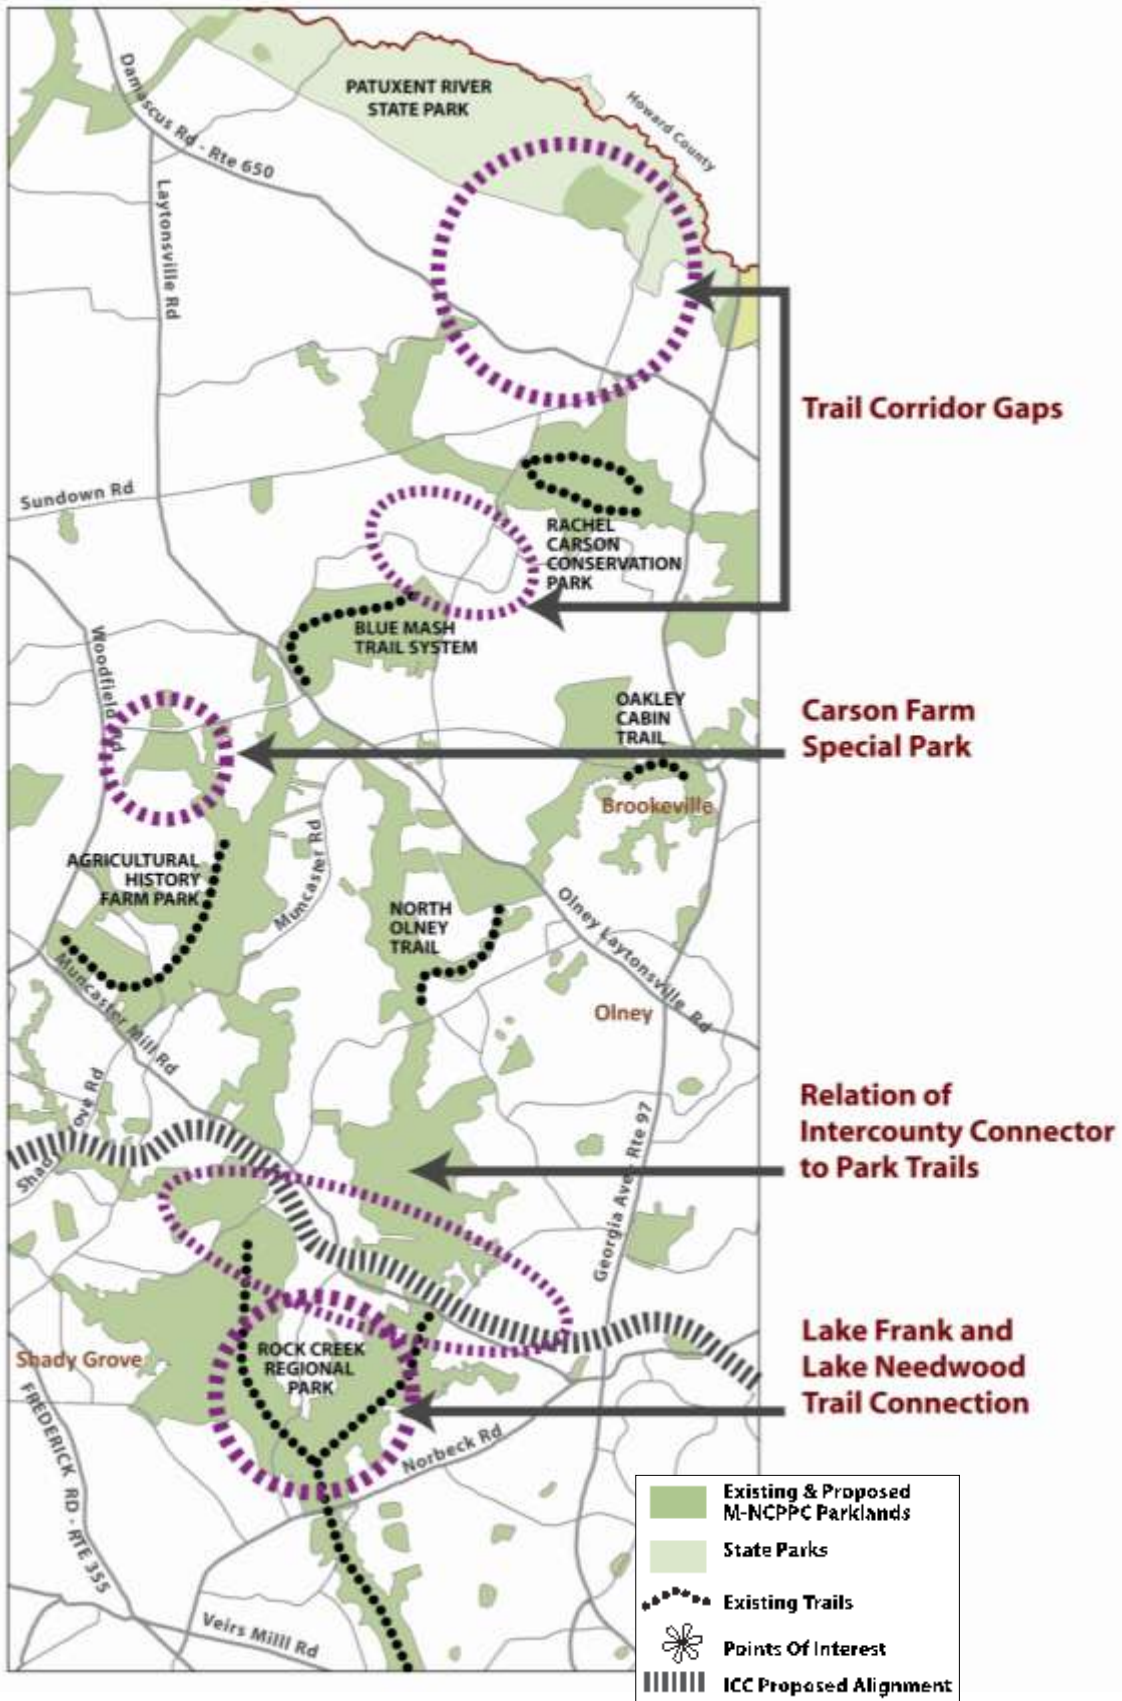 PATUXENT RIVER
STATE PARK
Howard County
Damascus Rd - Rte 650
Laytonsville Rd
Trail Corridor Gaps
Sundown Rd
RACHEL
CARSON
CONSERVATION
PARK
BLUE MASH
TRAIL SYSTEM
Woodfield Rd
OAKLEY
CABIN
TRAIL
Carson Farm
Special Park
Brookeville
AGRICULTURAL
HISTORY
FARM PARK
Muncaster Rd
NORTH
OLNEY
TRAIL
Olney Laytonsville Rd
Muncaster Mill Rd
Olney
Relation of
Intercounty Connector
to Park Trails
Georgia Ave - Rte 97
Shady Grove
ROCK CREEK
REGIONAL
PARK
Lake Frank and
Lake Needwood
Trail Connection
FREDERICK RD - RTE 355
Norbeck Rd
Veirs Milll Rd
Existing & Proposed
M-NCPPC Parklands
State Parks
Existing Trails
Points Of Interest
ICC Proposed Alignment